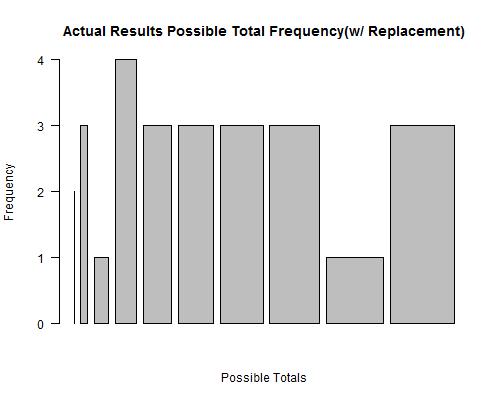 Actual Results Possible Total Frequency(w/ Replacement)
4
3
2
1
0
Frequency
Possible Totals